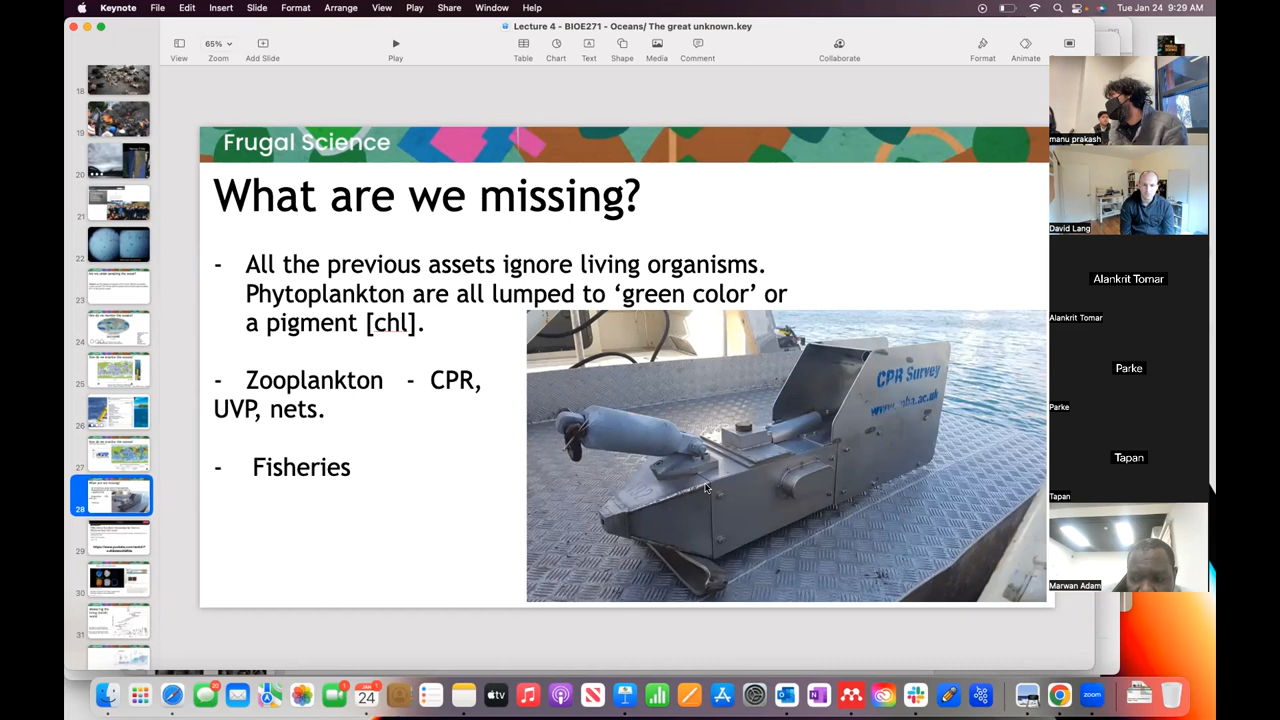 Keynote File Edit Insert Slide Format Arrange View Play Share Window Help Tue Jan 24 9:29 AM
Lecture 4 - BIOE271 - Oceans/ The great unknown.key
65%
View Zoom Add Slide Play Table Chart Text Shape Media Comment Collaborate Format Animate
18
19
20
21
22
23
24
25
26
27
28
29
30
31
Frugal Science
What are we missing?
- All the previous assets ignore living organisms.
Phytoplankton are all lumped to ‘green color’ or
a pigment [chl].
- Zooplankton - CPR,
UVP, nets.
- Fisheries
CPR Survey
manu prakash
David Lang
Alankrit Tomar
Alankrit Tomar
Parke
Parke
Tapan
Tapan
Marwan Adam
JAN
24
tv
zoom